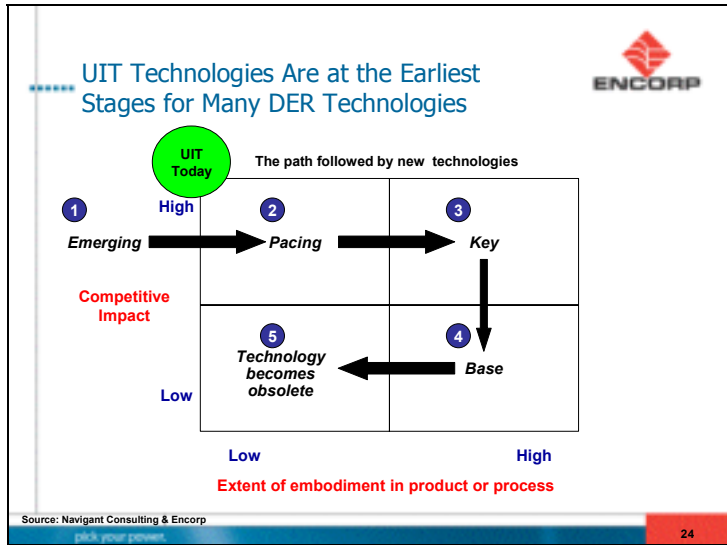 UIT Technologies Are at the Earliest
Stages for Many DER Technologies
ENCORP
UIT
Today
The path followed by new technologies
1
Emerging
High
2
Pacing
3
Key
Competitive
Impact
5
Technology
becomes
obsolete
4
Base
Low
Low
High
Extent of embodiment in product or process
Source: Navigant Consulting & Encorp
pick your power.
24